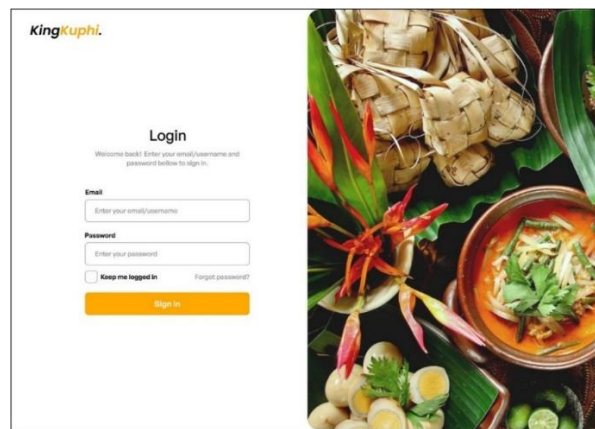 KingKuphi.
Login
Welcome back! Enter your email/username and
password bellow to sign in.
Email
Enter your email/username
Password
Enter your password
Keep me logged in Forgot password?
Sign in